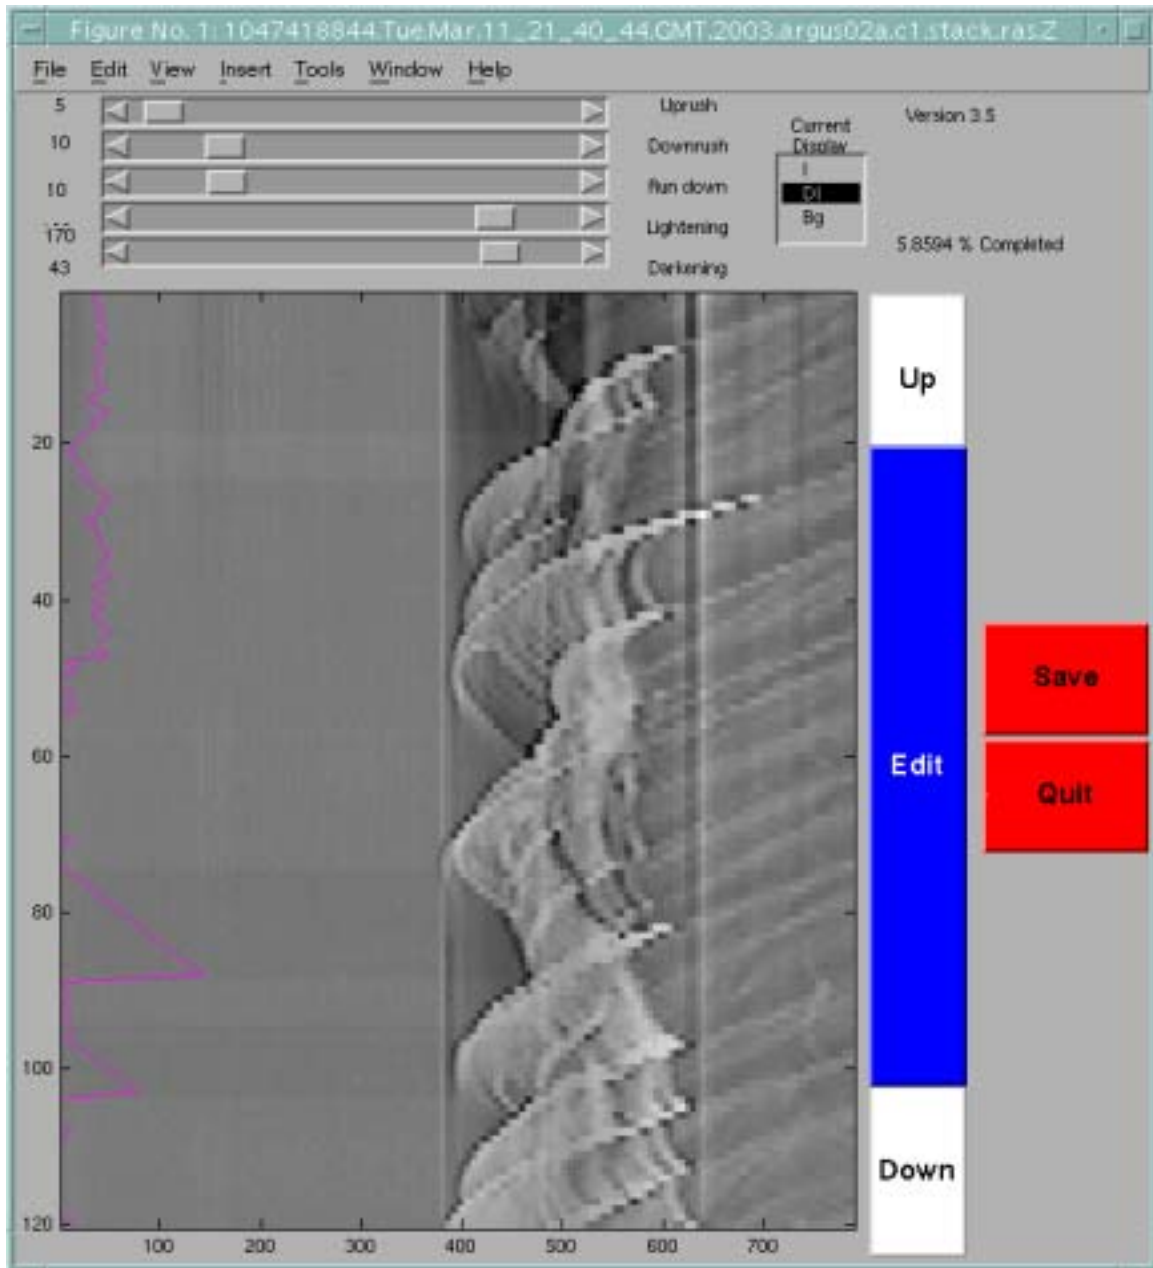 Figure No. 1: 1047418844.Tue.Mar.11_21_40_44.GMT.2003.argus02a.c1.stack.ras.Z
File Edit View Insert Tools Window Help
5 Uprush
10 Downrush
10 Run down
170 Lightening
43 Darkening
Current
Display
I
DI
Bg
Version 3.5
5.8594 % Completed
20
40
60
80
100
120
100 200 300 400 500 600 700
Up
Edit
Down
Save
Quit